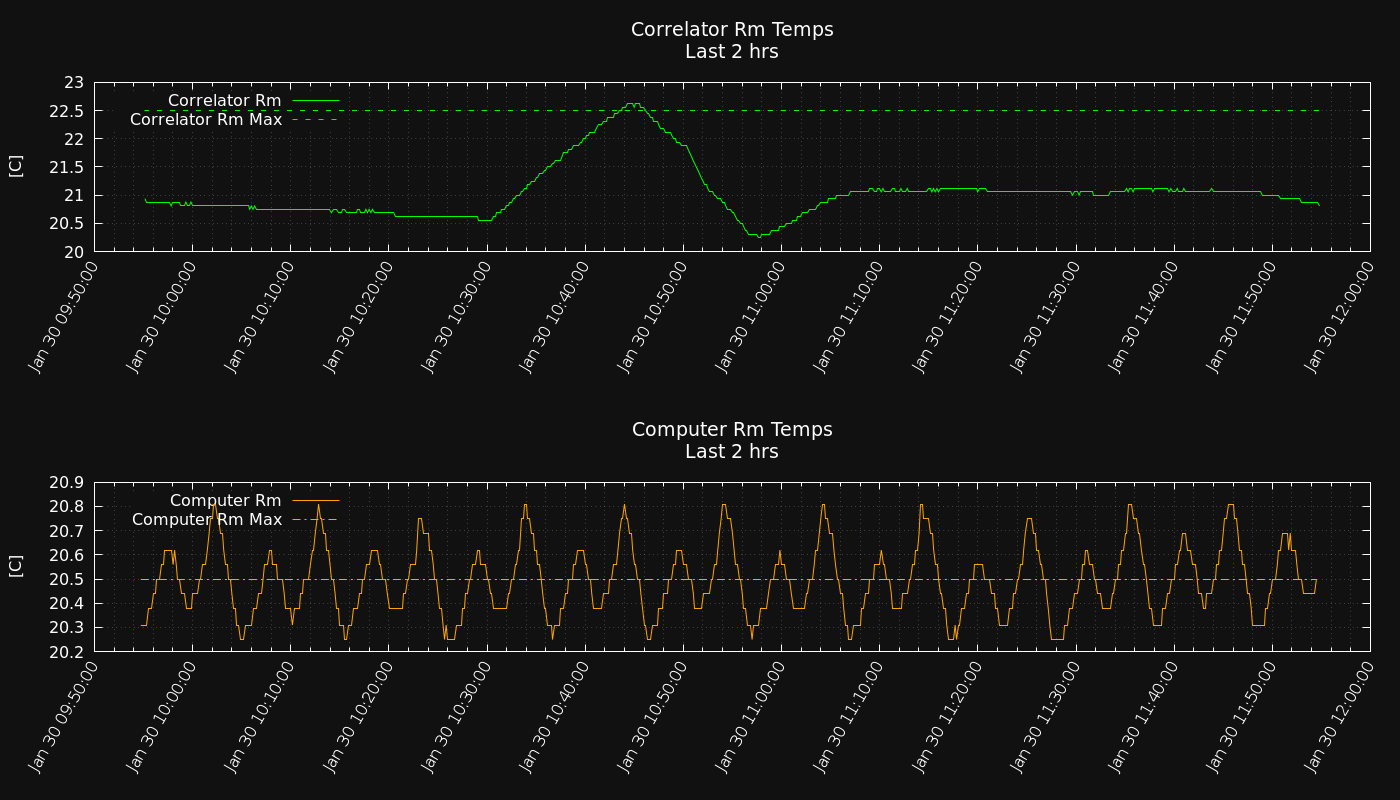 Correlator Rm Temps
Last 2 hrs
23
22.5
22
21.5
21
20.5
20
[C]
Correlator Rm
Correlator Rm Max
Jan 30 09:50:00
Jan 30 10:00:00
Jan 30 10:10:00
Jan 30 10:20:00
Jan 30 10:30:00
Jan 30 10:40:00
Jan 30 10:50:00
Jan 30 11:00:00
Jan 30 11:10:00
Jan 30 11:20:00
Jan 30 11:30:00
Jan 30 11:40:00
Jan 30 11:50:00
Jan 30 12:00:00
Computer Rm Temps
Last 2 hrs
20.9
20.8
20.7
20.6
20.5
20.4
20.3
20.2
[C]
Computer Rm
Computer Rm Max
Jan 30 09:50:00
Jan 30 10:00:00
Jan 30 10:10:00
Jan 30 10:20:00
Jan 30 10:30:00
Jan 30 10:40:00
Jan 30 10:50:00
Jan 30 11:00:00
Jan 30 11:10:00
Jan 30 11:20:00
Jan 30 11:30:00
Jan 30 11:40:00
Jan 30 11:50:00
Jan 30 12:00:00